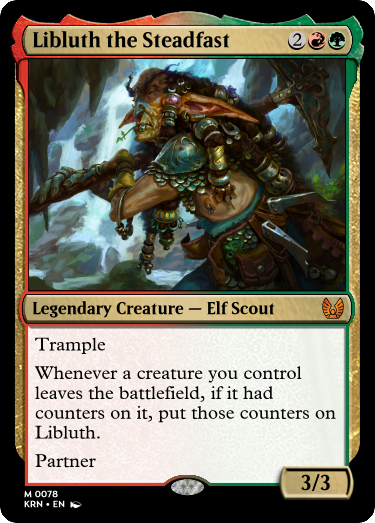 Libluth the Steadfast 2
Legendary Creature — Elf Scout
Trample
Whenever a creature you control
leaves the battlefield, if it had
counters on it, put those counters on
Libluth.
Partner
3/3
M 0078
KRN • EN